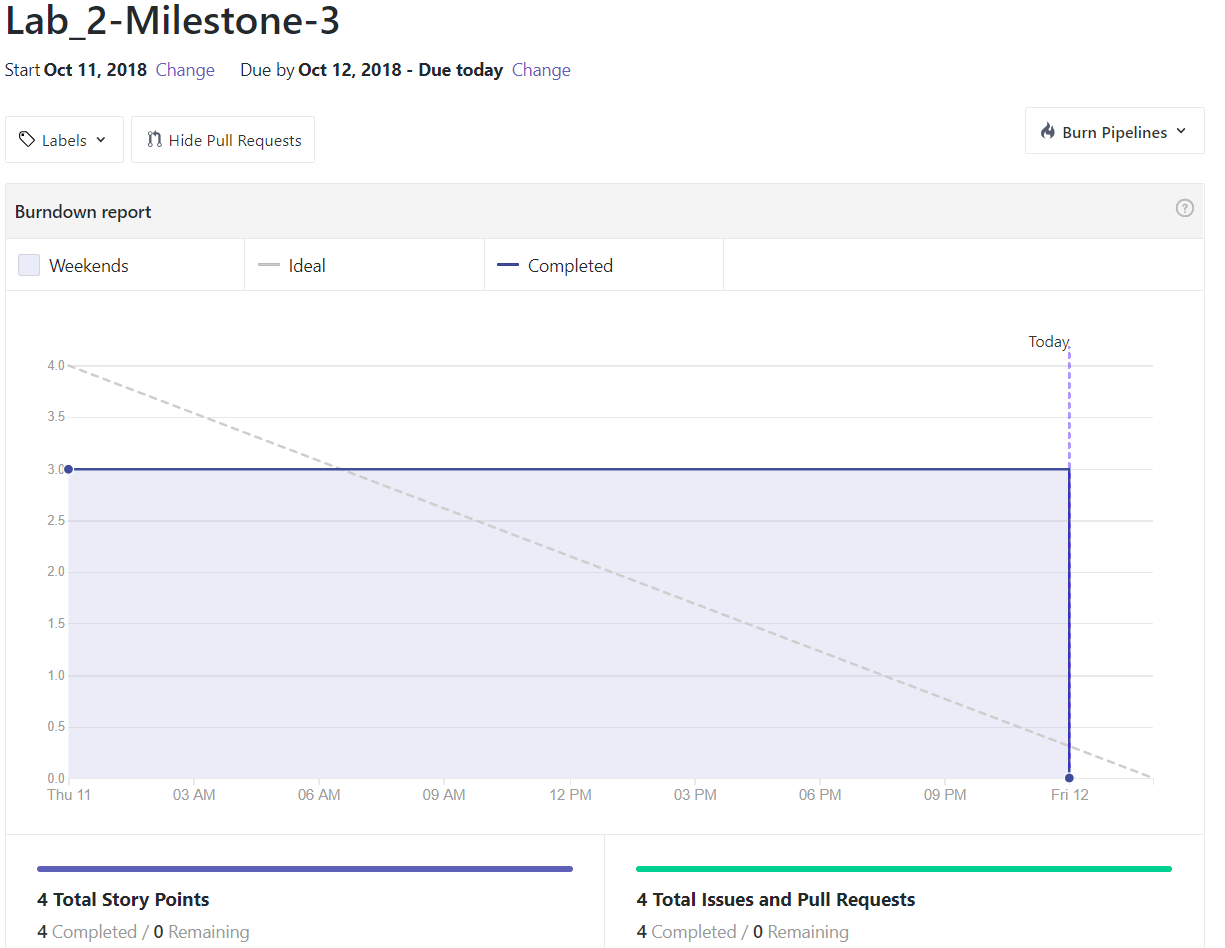 Lab_2-Milestone-3
Start Oct 11, 2018 Change Due by Oct 12, 2018 - Due today Change
Labels Hide Pull Requests Burn Pipelines
Burndown report ?
Weekends Ideal Completed
Today
4.0
3.5
3.0
2.5
2.0
1.5
1.0
0.5
0.0
Thu 11 03 AM 06 AM 09 AM 12 PM 03 PM 06 PM 09 PM Fri 12
4 Total Story Points
4 Completed / 0 Remaining
4 Total Issues and Pull Requests
4 Completed / 0 Remaining